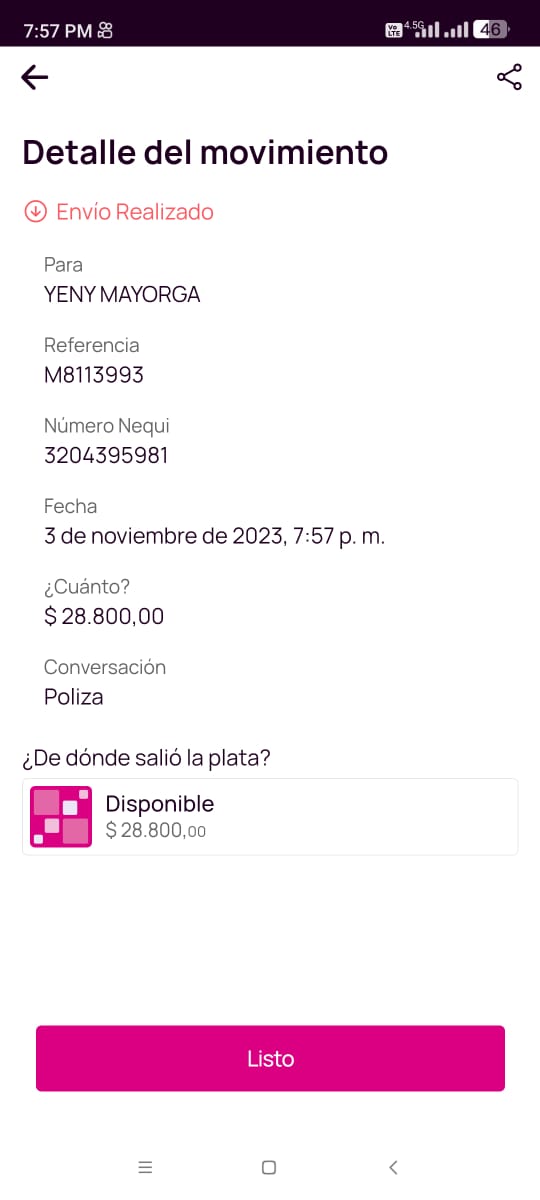 7:57 PM
Vo LTE 4.5G 46
Detalle del movimiento
Envío Realizado
Para
YENY MAYORGA
Referencia
M8113993
Número Nequi
3204395981
Fecha
3 de noviembre de 2023, 7:57 p. m.
¿Cuánto?
$ 28.800,00
Conversación
Poliza
¿De dónde salió la plata?
Disponible
$ 28.800,00
Listo